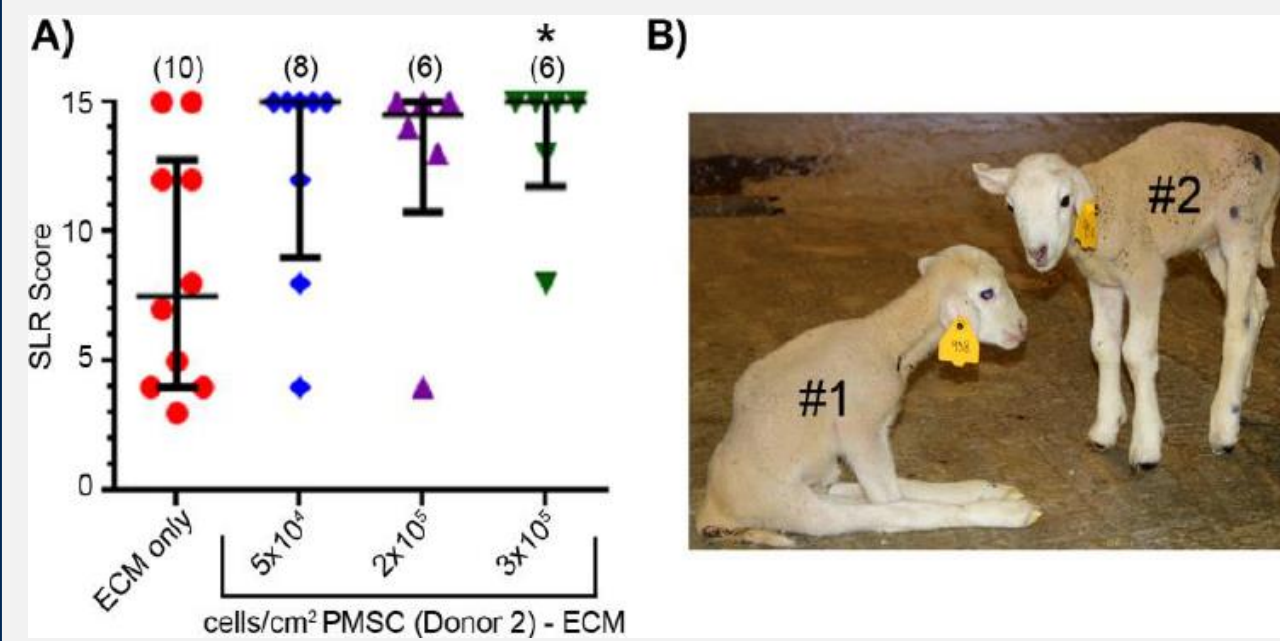 A)
B)
*
(10) (8) (6) (6)
SLR Score
15
10
5
0
ECM only
5x10⁴
2x10⁵
3x10⁵
cells/cm² PMSC (Donor 2) - ECM
#1
#2
938